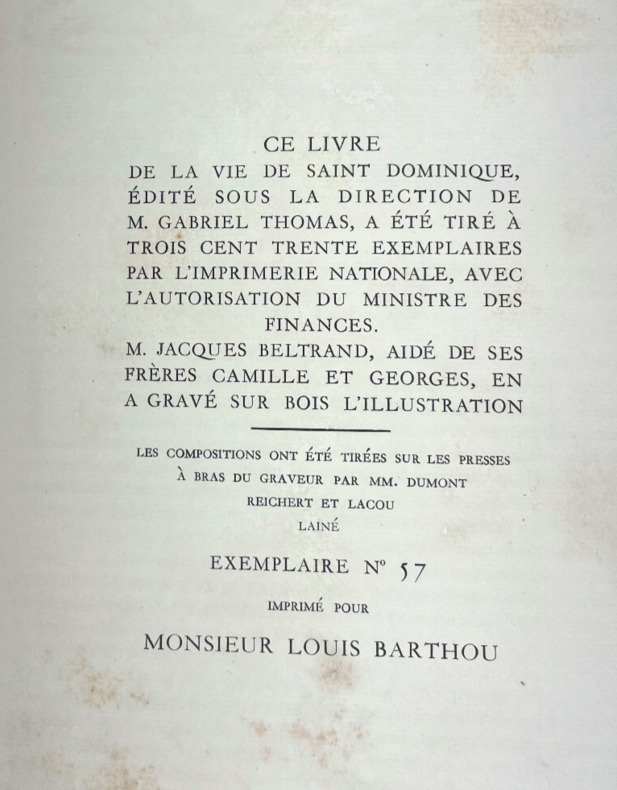 CE LIVRE
DE LA VIE DE SAINT DOMINIQUE,
ÉDITÉ SOUS LA DIRECTION DE
M. GABRIEL THOMAS, A ÉTÉ TIRÉ À
TROIS CENT TRENTE EXEMPLAIRES
PAR L'IMPRIMERIE NATIONALE, AVEC
L'AUTORISATION DU MINISTRE DES
FINANCES.
M. JACQUES BELTRAND, AIDÉ DE SES
FRÈRES CAMILLE ET GEORGES, EN
A GRAVÉ SUR BOIS L'ILLUSTRATION
LES COMPOSITIONS ONT ÉTÉ TIRÉES SUR LES PRESSES
À BRAS DU GRAVEUR PAR MM. DUMONT
REICHERT ET LACOU
LAINÉ
EXEMPLAIRE Nº 57
IMPRIMÉ POUR
MONSIEUR LOUIS BARTHOU